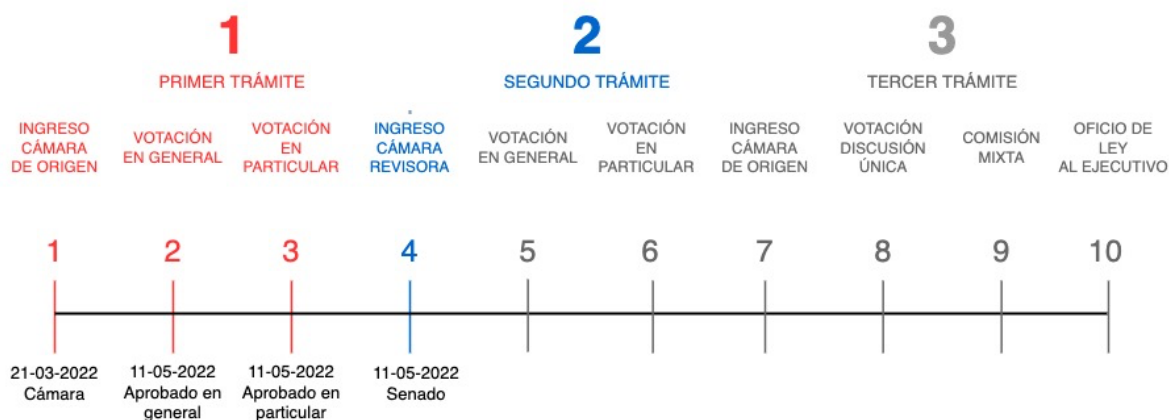 1
2
3
PRIMER TRÁMITE
SEGUNDO TRÁMITE
TERCER TRÁMITE
INGRESO
CÁMARA
DE ORIGEN
VOTACIÓN
EN GENERAL
VOTACIÓN
EN
PARTICULAR
INGRESO
CÁMARA
REVISORA
VOTACIÓN
EN GENERAL
VOTACIÓN
EN
PARTICULAR
INGRESO
CÁMARA
DE ORIGEN
VOTACIÓN
DISCUSIÓN
ÚNICA
COMISIÓN
MIXTA
OFICIO DE
LEY
AL EJECUTIVO
1
2
3
4
5
6
7
8
9
10
21-03-2022
Cámara
11-05-2022
Aprobado en
general
11-05-2022
Aprobado en
particular
11-05-2022
Senado